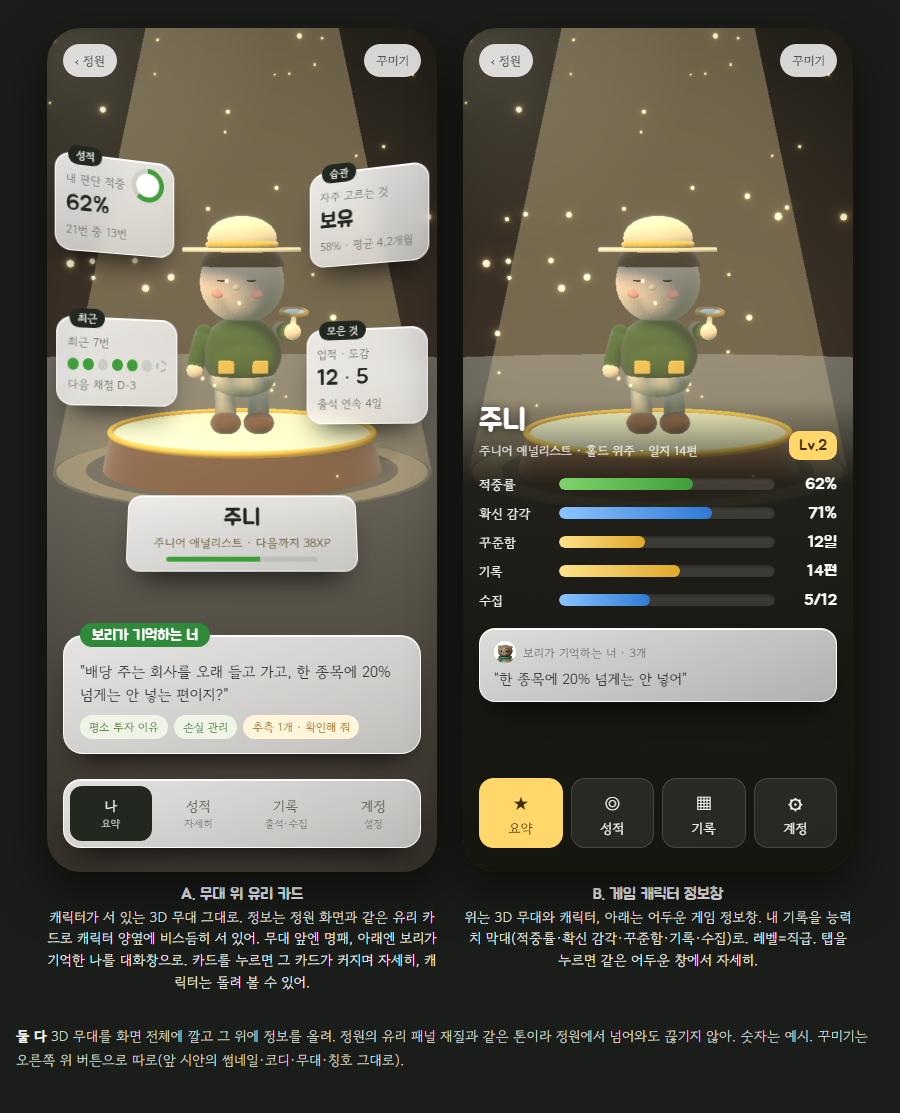 ‹ 정원
꾸미기
성적
내 판단 적중
62%
21번 중 13번
습관
자주 고르는 것
보유
58% · 평균 4.2개월
최근
최근 7번
다음 채점 D-3
모은 것
업적 · 도감
12 · 5
출석 연속 4일
주니
주니어 애널리스트 · 다음까지 38XP
보리가 기억하는 너
"배당 주는 회사를 오래 들고 가고, 한 종목에 20%
넘게는 안 넣는 편이지?"
평소 투자 이유
손실 관리
추측 1개 · 확인해 줘
나
요약
성적
자세히
기록
출석·수집
계정
설정
A. 무대 위 유리 카드
캐릭터가 서 있는 3D 무대 그대로. 정보는 정원 화면과 같은 유리 카
드로 캐릭터 양옆에 비스듬히 서 있어. 무대 앞엔 명패, 아래엔 보리가
기억한 나를 대화창으로. 카드를 누르면 그 카드가 커지며 자세히, 캐
릭터는 돌려 볼 수 있어.
‹ 정원
꾸미기
주니
주니어 애널리스트 · 홀드 위주 · 일지 14편
Lv.2
적중률
62%
확신 감각
71%
꾸준함
12일
기록
14편
수집
5/12
보리가 기억하는 너 · 3개
"한 종목에 20% 넘게는 안 넣어"
요약
성적
기록
계정
B. 게임 캐릭터 정보창
위는 3D 무대와 캐릭터, 아래는 어두운 게임 정보창. 내 기록을 능력
치 막대(적중률·확신 감각·꾸준함·기록·수집)로. 레벨=직급. 탭을
누르면 같은 어두운 창에서 자세히.
둘 다 3D 무대를 화면 전체에 깔고 그 위에 정보를 올려. 정원의 유리 패널 재질과 같은 톤이라 정원에서 넘어와도 끊기지 않아. 숫자는 예시. 꾸미기는
오른쪽 위 버튼으로 따로(앞 시안의 썸네일·코디·무대·칭호 그대로).